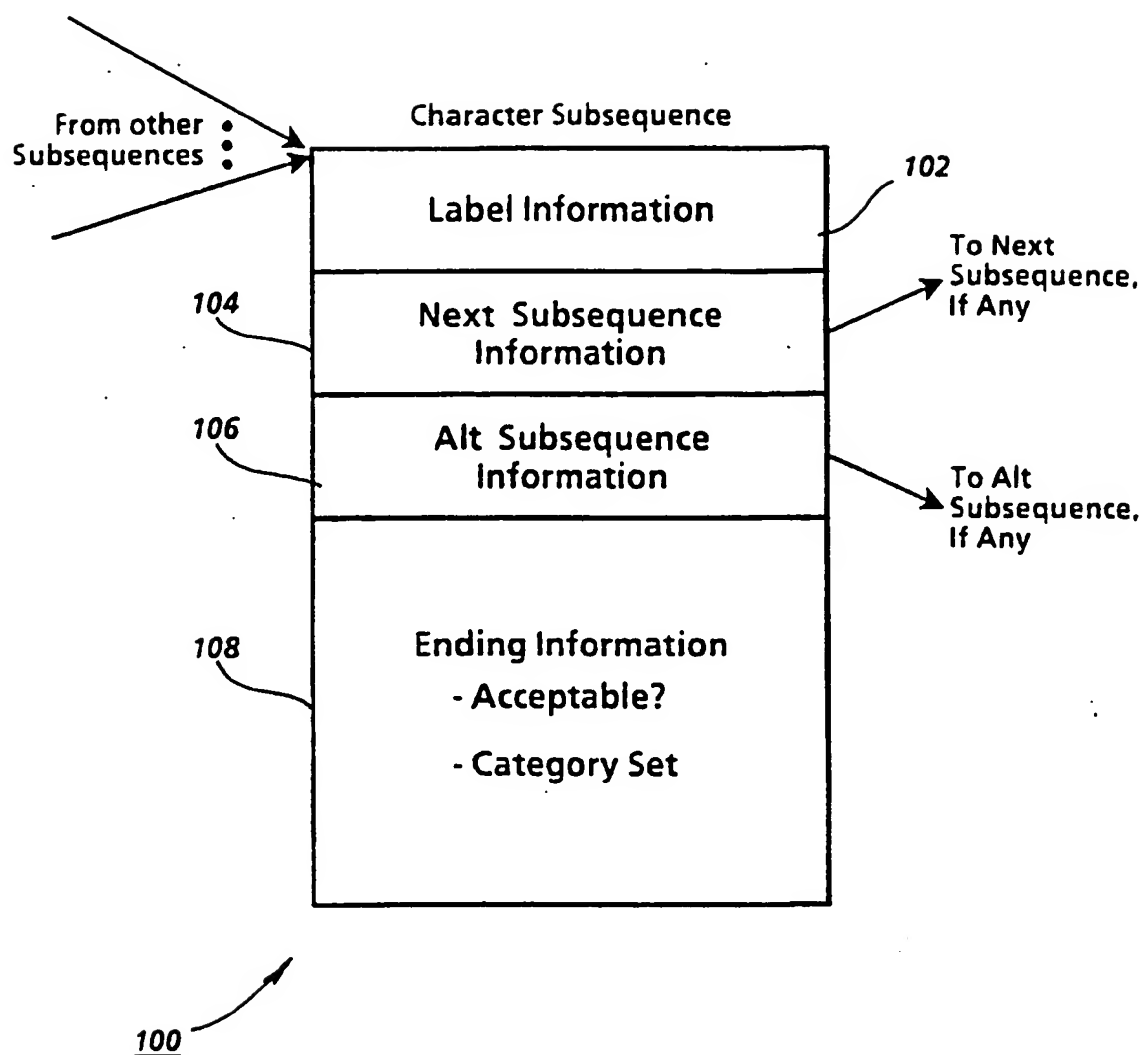 Character Subsequence
From other
Subsequences
Label Information
102
To Next
Subsequence,
If Any
104
Next Subsequence
Information
106
Alt Subsequence
Information
To Alt
Subsequence,
If Any
108
Ending Information
- Acceptable?
- Category Set
100